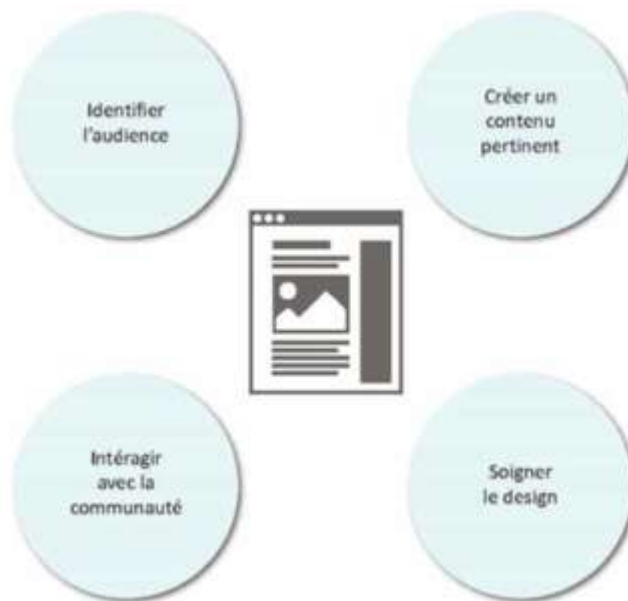 Identifier
l'audience
Créer un
contenu
pertinent
Intéragir
avec la
communauté
Soigner
le design